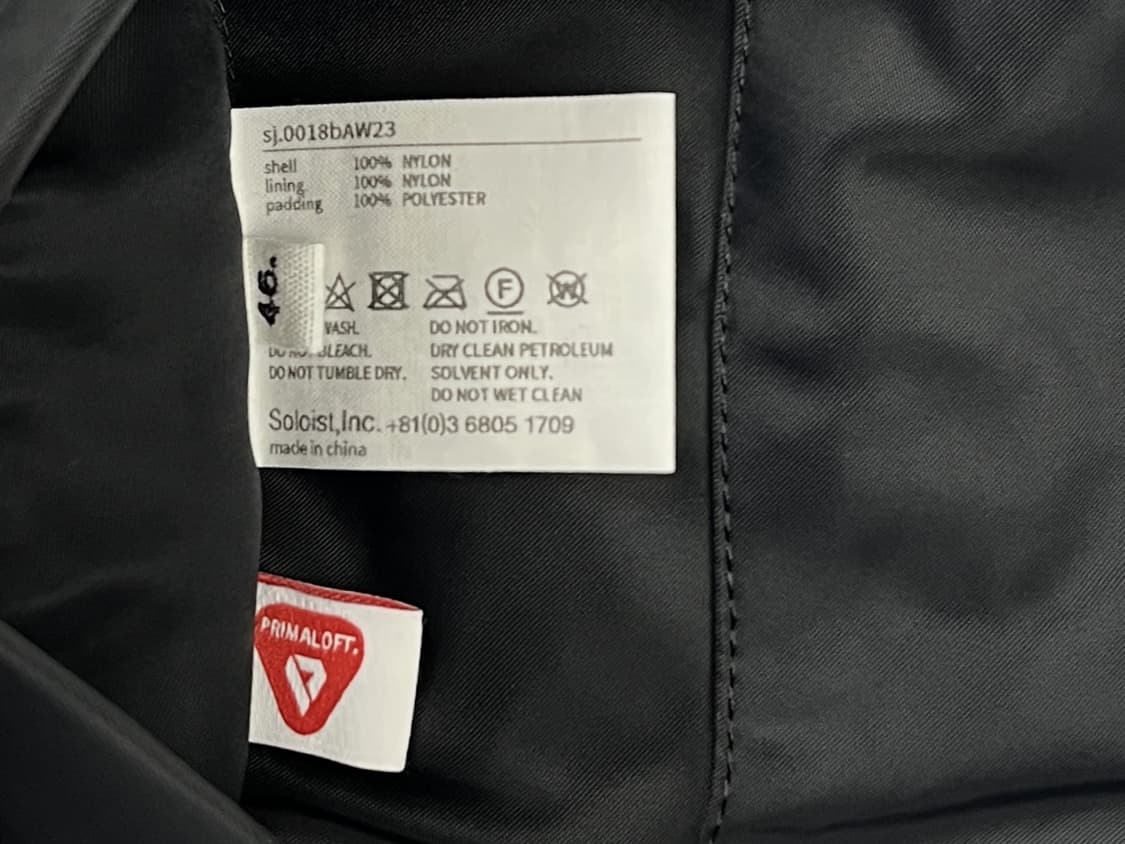 sj.0018bAW23
shell 100% NYLON
lining 100% NYLON
padding 100% POLYESTER
46.
F W
WASH. DO NOT IRON.
BLEACH. DRY CLEAN PETROLEUM
DO NOT TUMBLE DRY. SOLVENT ONLY.
DO NOT WET CLEAN
Soloist,Inc. +81(0)3 6805 1709
made in china
PRIMALOFT.